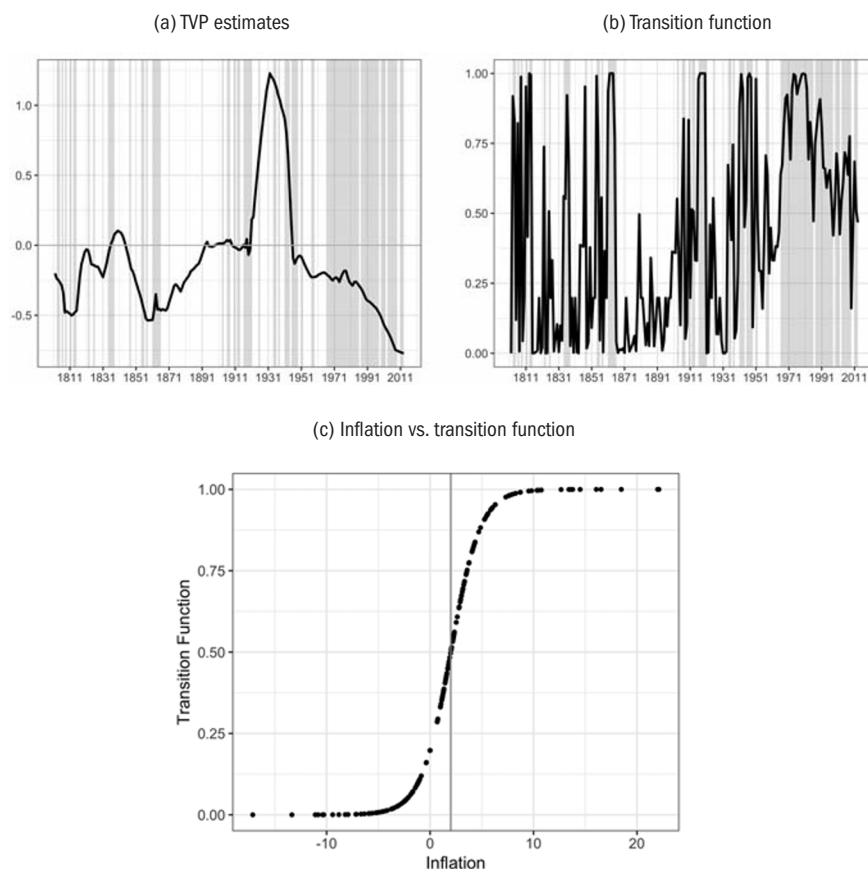 (a) TVP estimates
(b) Transition function
1.0
0.5
0.0
-0.5
1811 1831 1851 1871 1891 1911 1931 1951 1971 1991 2011
1.00
0.75
0.50
0.25
0.00
1811 1831 1851 1871 1891 1911 1931 1951 1971 1991 2011
(c) Inflation vs. transition function
Transition Function
1.00
0.75
0.50
0.25
0.00
-10 0 10 20
Inflation